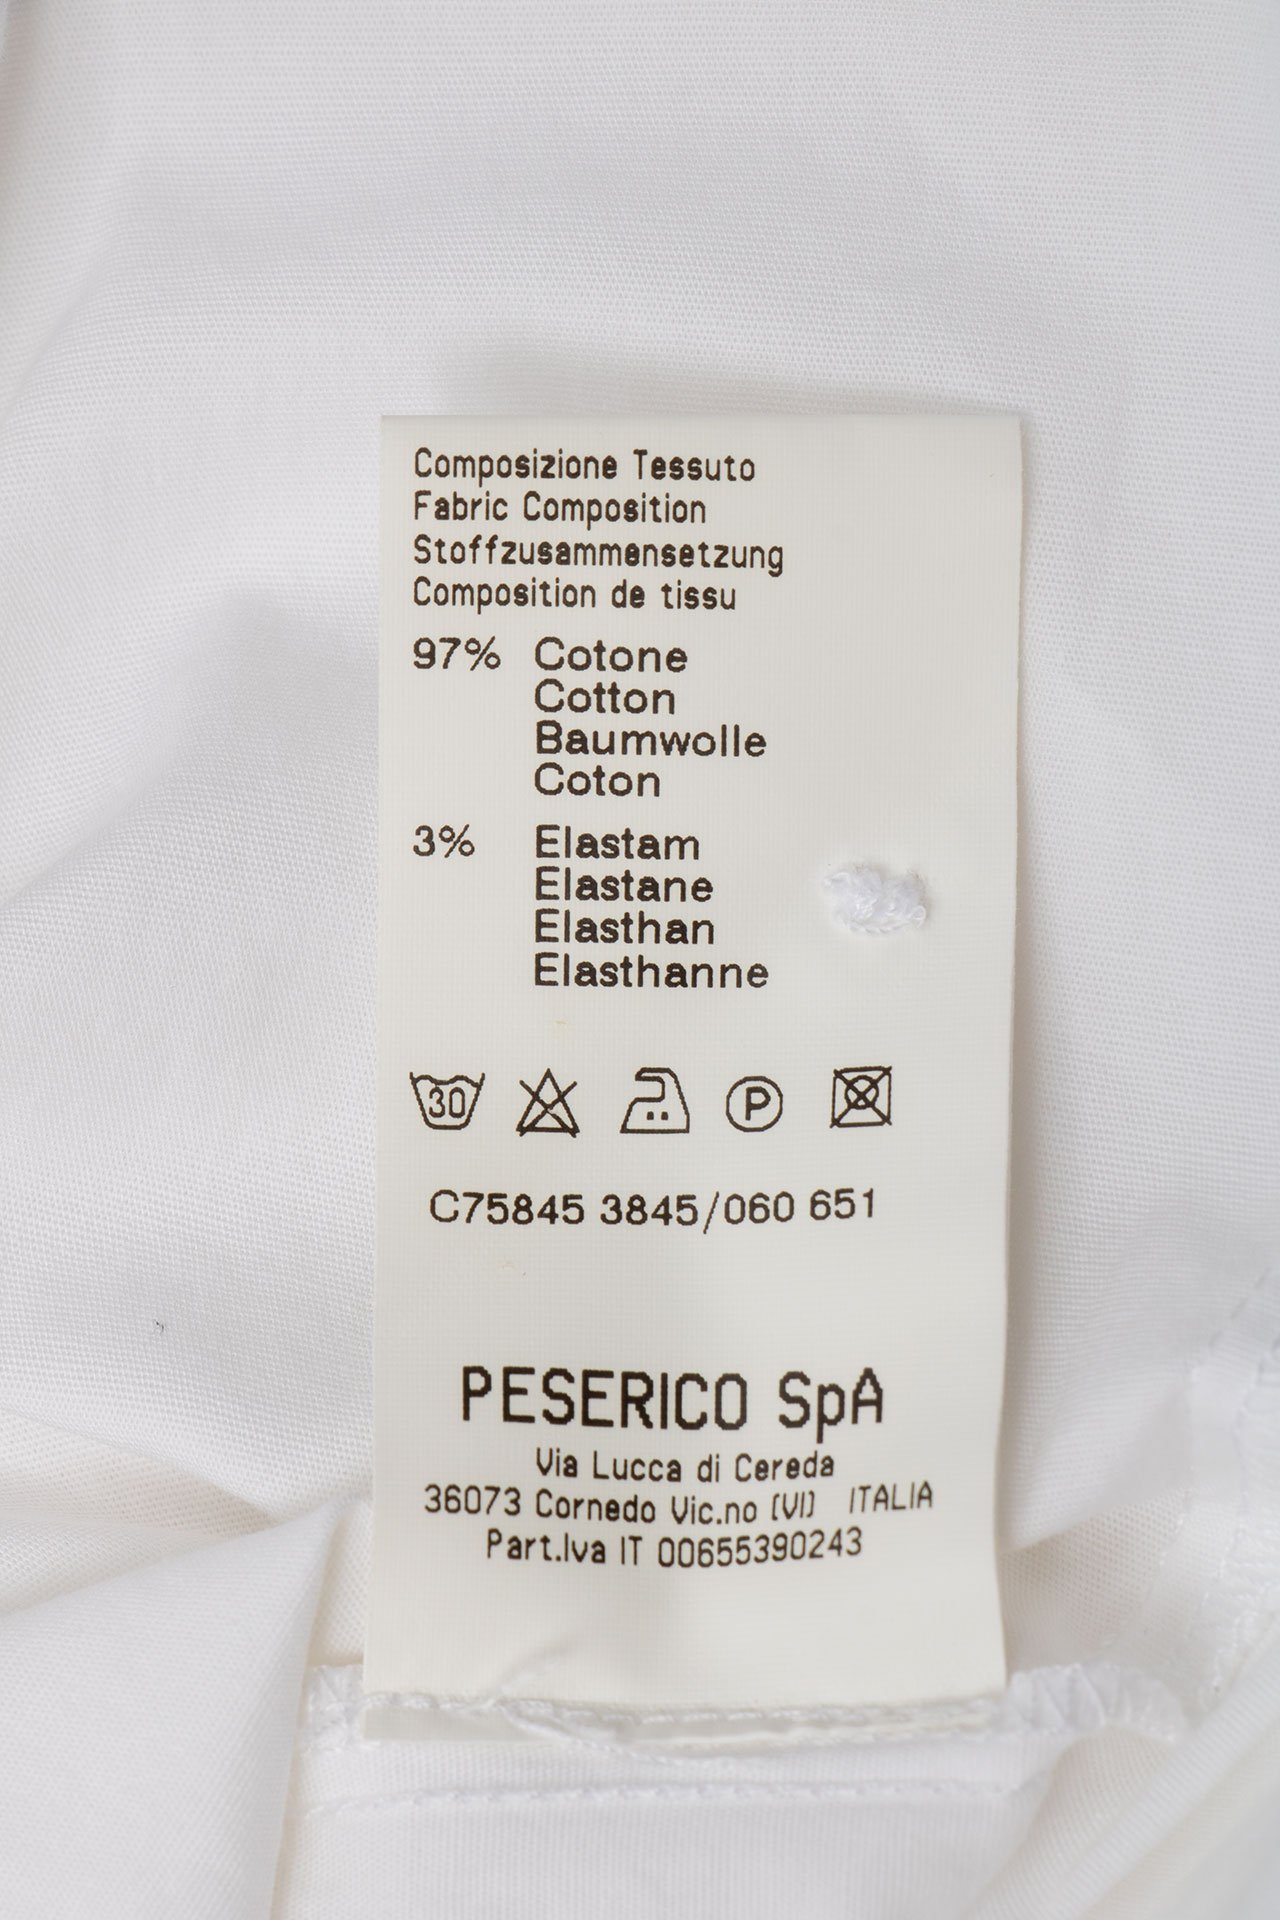 Composizione Tessuto
Fabric Composition
Stoffzusammensetzung
Composition de tissu
97% Cotone
Cotton
Baumwolle
Coton
3% Elastam
Elastane
Elasthan
Elasthanne
30 P
C75845 3845/060 651
PESERICO SpA
Via Lucca di Cereda
36073 Cornedo Vic.no (VI) ITALIA
Part.Iva IT 00655390243